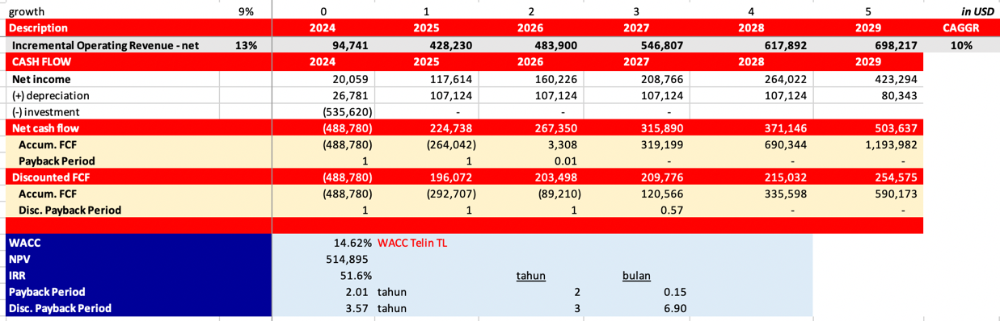 growth 9% 0 1 2 3 4 5 in USD
Description 2024 2025 2026 2027 2028 2029 CAGGR
Incremental Operating Revenue - net 13% 94,741 428,230 483,900 546,807 617,892 698,217 10%
CASH FLOW 2024 2025 2026 2027 2028 2029
Net income 20,059 117,614 160,226 208,766 264,022 423,294
(+) depreciation 26,781 107,124 107,124 107,124 107,124 80,343
(-) investment (535,620) - - -
Net cash flow (488,780) 224,738 267,350 315,890 371,146 503,637
Accum. FCF (488,780) (264,042) 3,308 319,199 690,344 1,193,982
Payback Period 1 1 0.01 - - -
Discounted FCF (488,780) 196,072 203,498 209,776 215,032 254,575
Accum. FCF (488,780) (292,707) (89,210) 120,566 335,598 590,173
Disc. Payback Period 1 1 1 0.57 - -
WACC 14.62% WACC Telin TL
NPV 514,895
IRR 51.6% tahun bulan
Payback Period 2.01 tahun 2 0.15
Disc. Payback Period 3.57 tahun 3 6.90